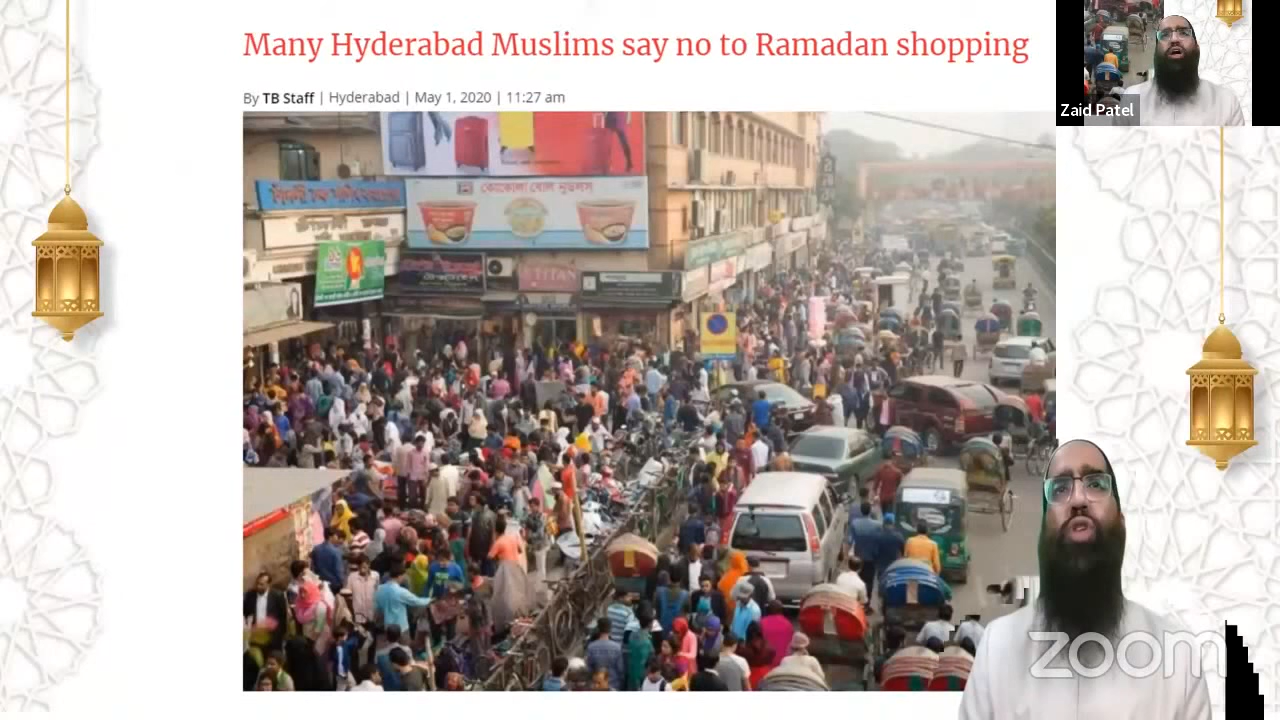 Many Hyderabad Muslims say no to Ramadan shopping
By TB Staff | Hyderabad | May 1, 2020 | 11:27 am
Zaid Patel
কোকোলা বোল নুডলস
TITAN
zoom